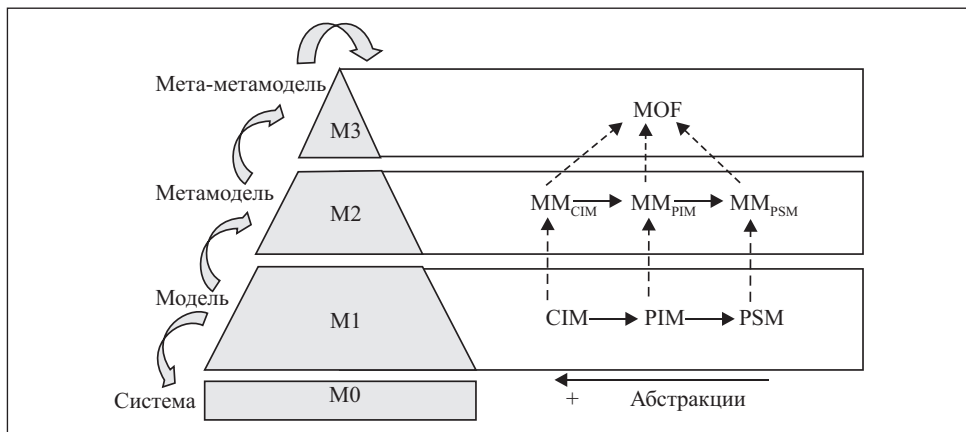 Мета-метамодель
M3
MOF
Метамодель
M2
MM_CIM MM_PIM MM_PSM
Модель
M1
CIM PIM PSM
Система
M0
+ Абстракции